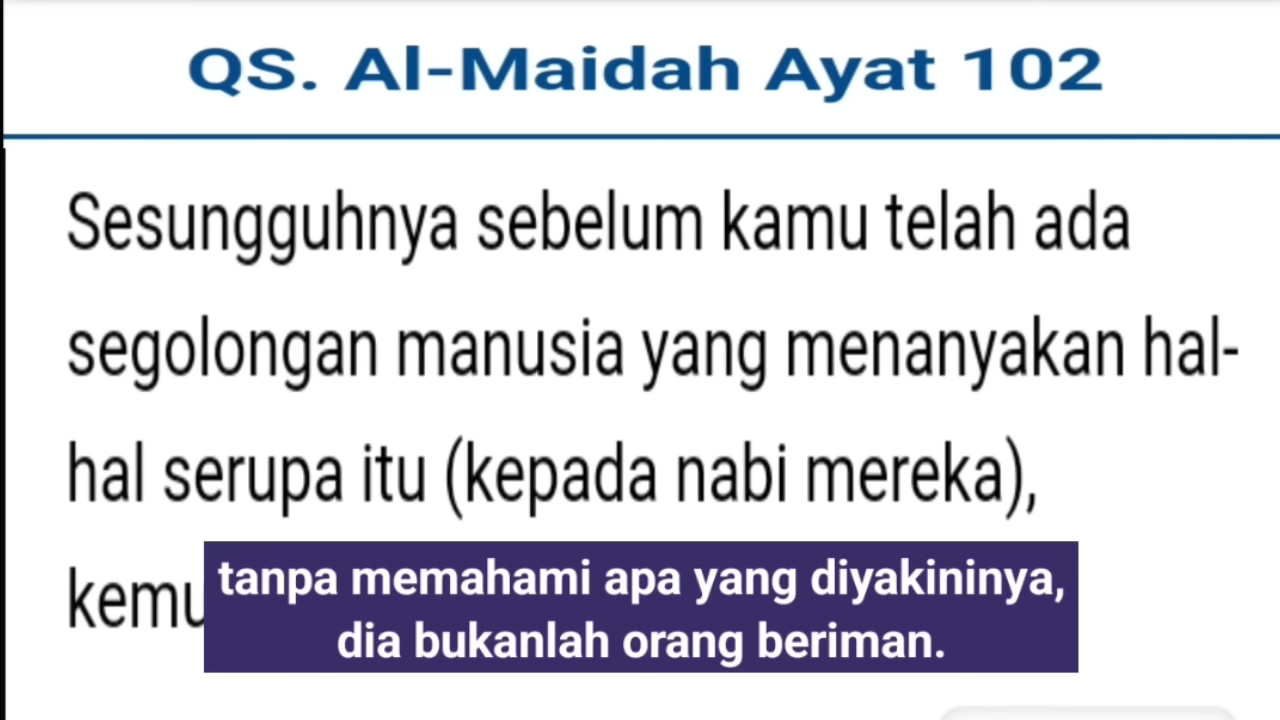 QS. Al-Maidah Ayat 102
Sesungguhnya sebelum kamu telah ada
segolongan manusia yang menanyakan hal-
hal serupa itu (kepada nabi mereka),
tanpa memahami apa yang diyakininya,
dia bukanlah orang beriman.